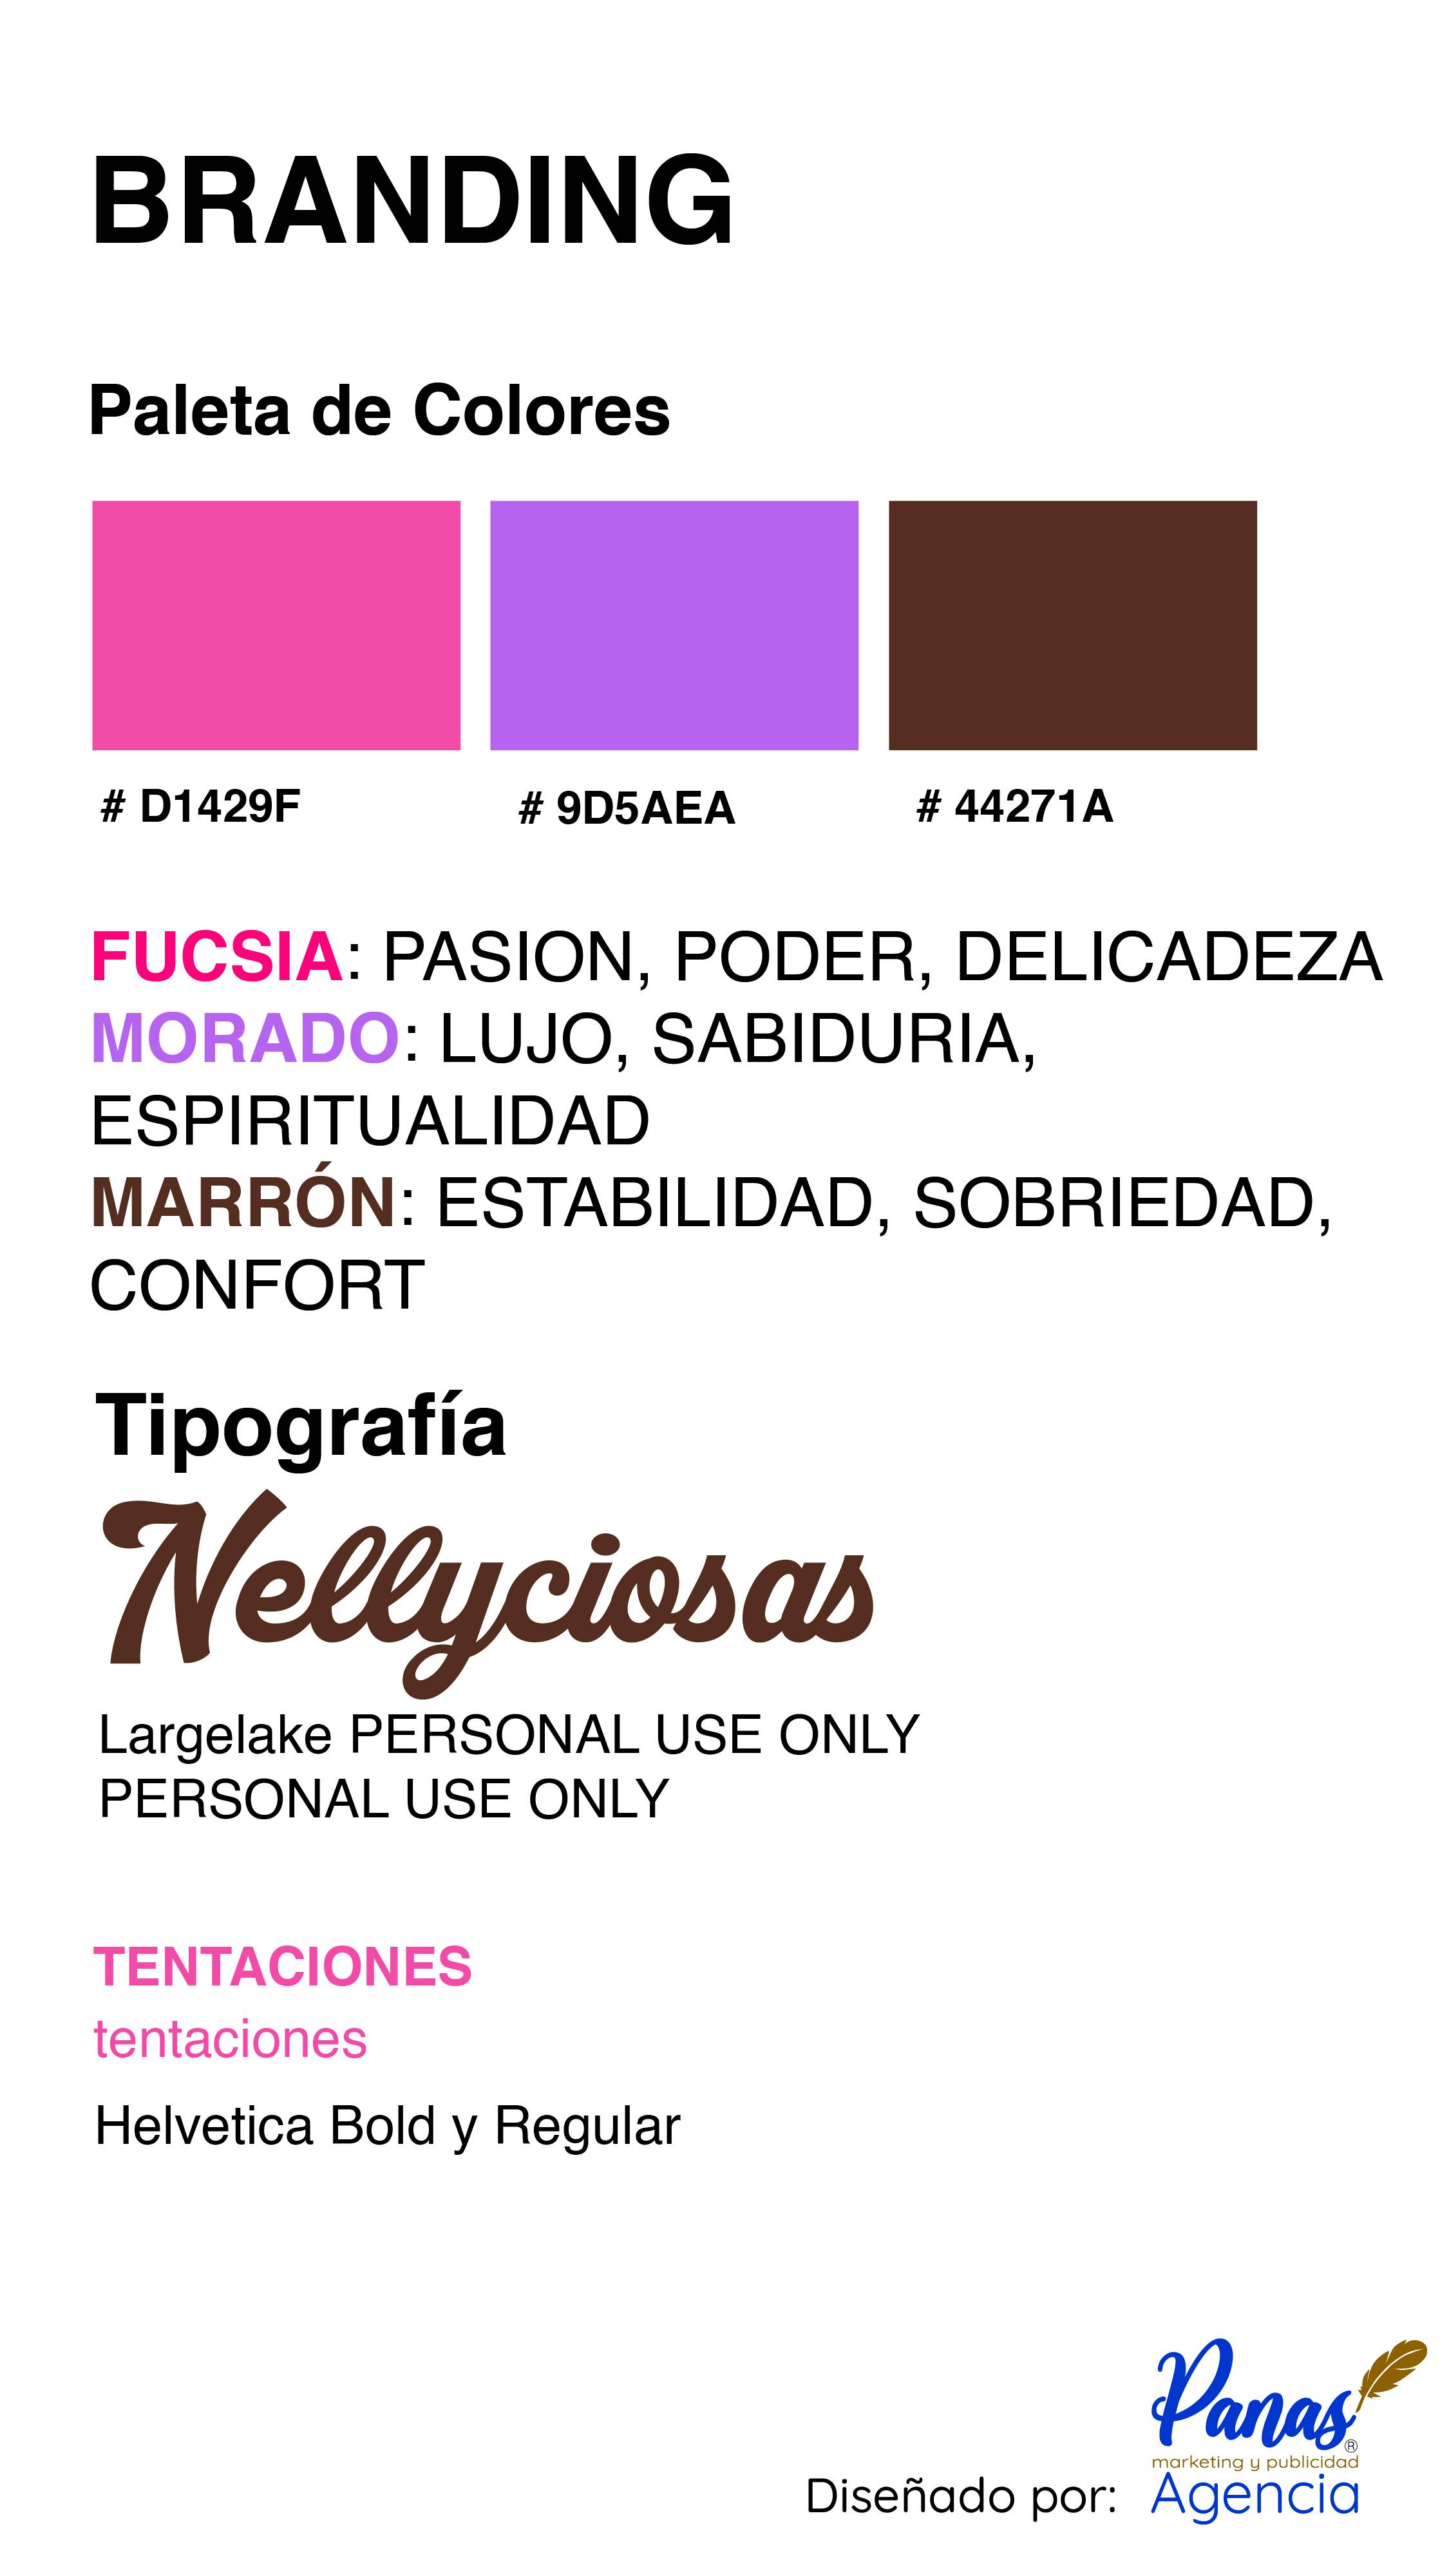 BRANDING
Paleta de Colores
# D1429F
# 9D5AEA
# 44271A
FUCSIA: PASION, PODER, DELICADEZA
MORADO: LUJO, SABIDURIA,
ESPIRITUALIDAD
MARRÓN: ESTABILIDAD, SOBRIEDAD,
CONFORT
Tipografía
Nellyciosas
Largelake PERSONAL USE ONLY
PERSONAL USE ONLY
TENTACIONES
tentaciones
Helvetica Bold y Regular
Diseñado por:
Panas®
marketing y publicidad
Agencia